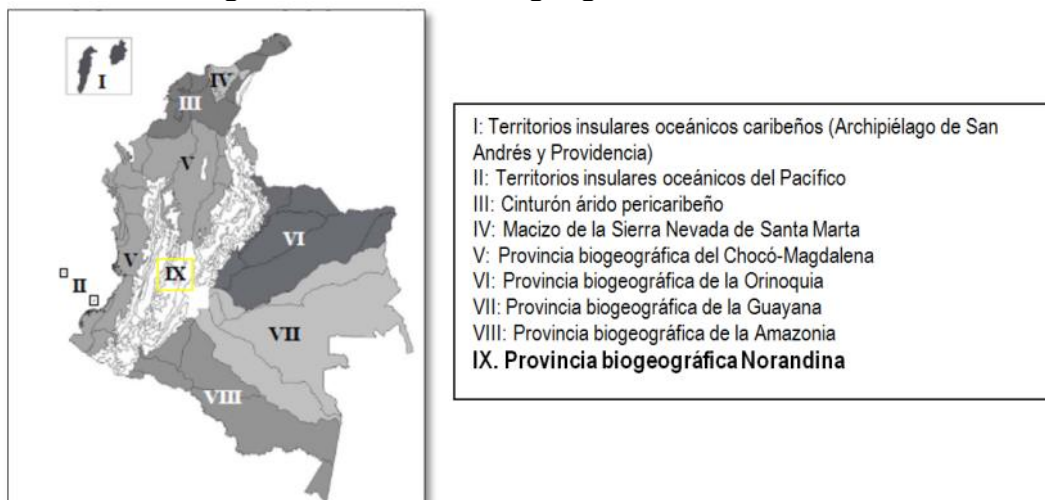 I
IV
III
V
VI
V
IX
II
VII
VIII
I: Territorios insulares oceánicos caribeños (Archipiélago de San
Andrés y Providencia)
II: Territorios insulares oceánicos del Pacífico
III: Cinturón árido pericaribeño
IV: Macizo de la Sierra Nevada de Santa Marta
V: Provincia biogeográfica del Chocó-Magdalena
VI: Provincia biogeográfica de la Orinoquia
VII: Provincia biogeográfica de la Guayana
VIII: Provincia biogeográfica de la Amazonia
IX. Provincia biogeográfica Norandina